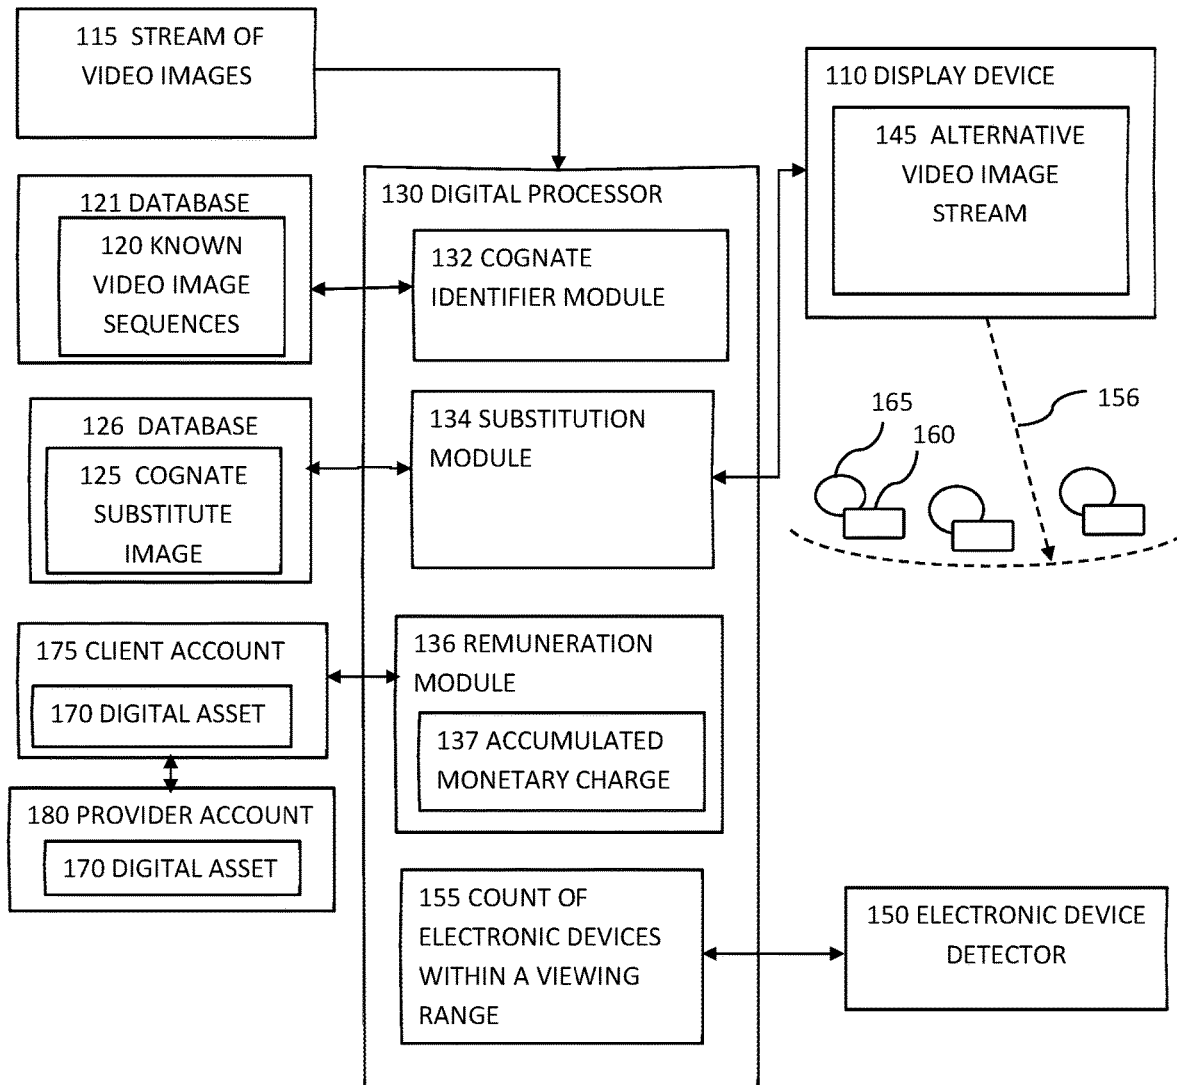 115 STREAM OF
VIDEO IMAGES
121 DATABASE
120 KNOWN
VIDEO IMAGE
SEQUENCES
126 DATABASE
125 COGNATE
SUBSTITUTE
IMAGE
175 CLIENT ACCOUNT
170 DIGITAL ASSET
180 PROVIDER ACCOUNT
170 DIGITAL ASSET
130 DIGITAL PROCESSOR
132 COGNATE
IDENTIFIER MODULE
134 SUBSTITUTION
MODULE
136 REMUNERATION
MODULE
137 ACCUMULATED
MONETARY CHARGE
155 COUNT OF
ELECTRONIC DEVICES
WITHIN A VIEWING
RANGE
110 DISPLAY DEVICE
145 ALTERNATIVE
VIDEO IMAGE
STREAM
165
160
156
150 ELECTRONIC DEVICE
DETECTOR